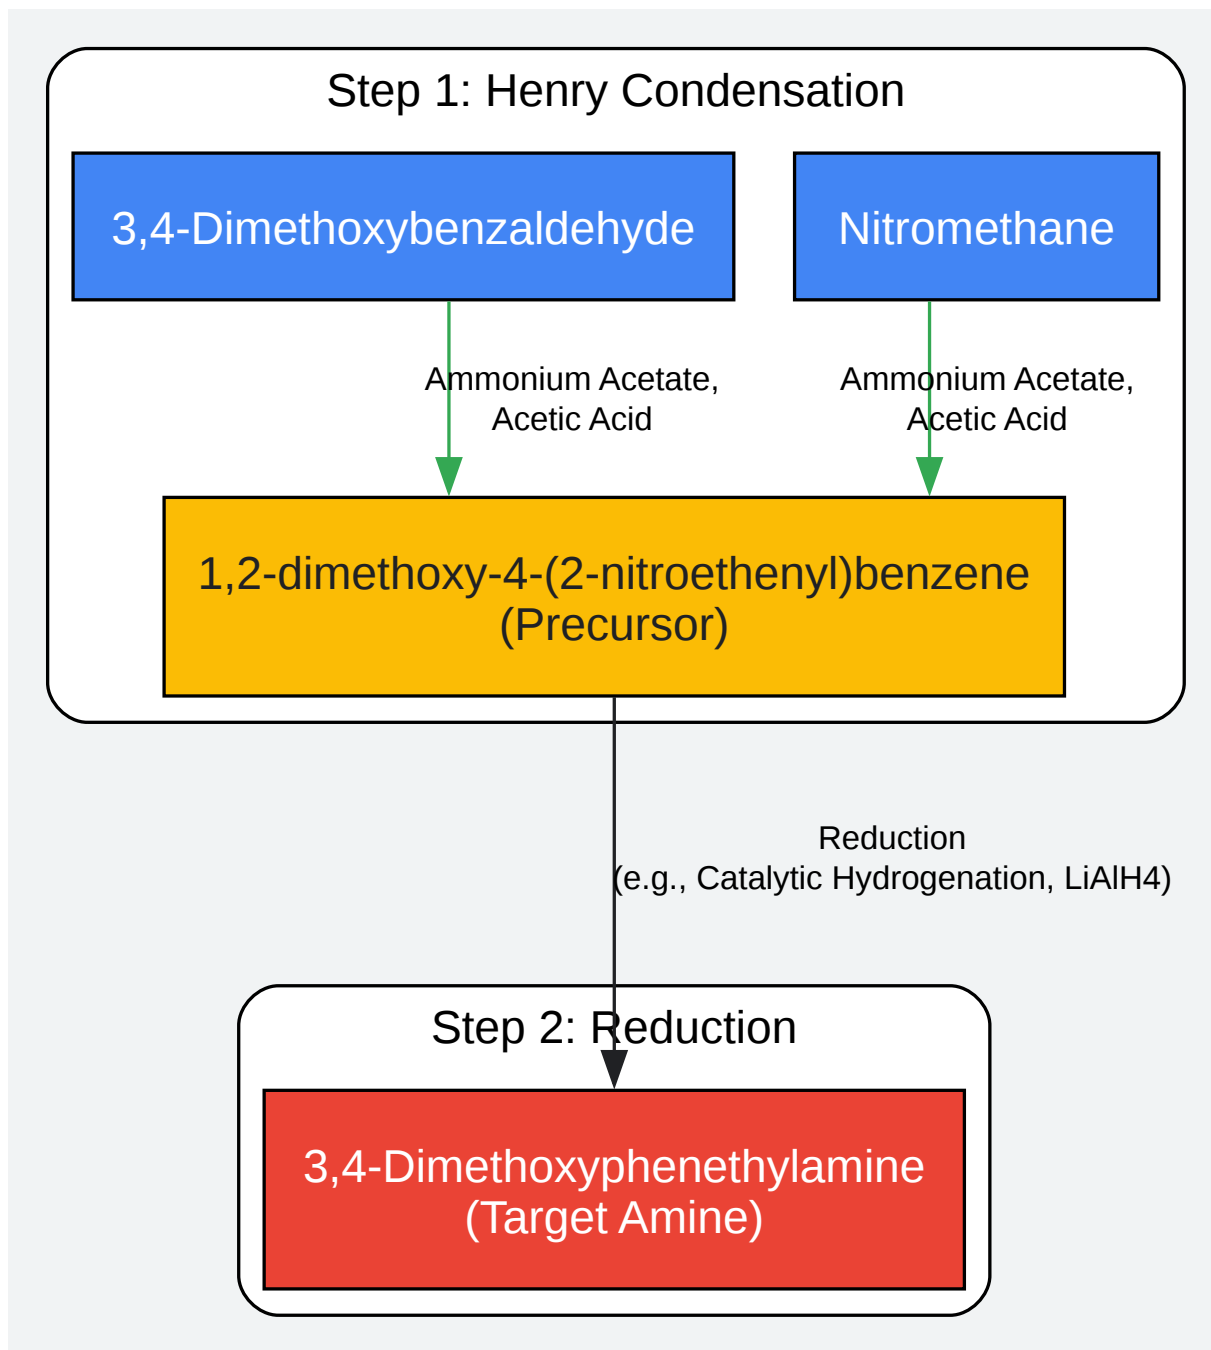 Step 1: Henry Condensation
3,4-Dimethoxybenzaldehyde
Nitromethane
Ammonium Acetate,
Acetic Acid
Ammonium Acetate,
Acetic Acid
1,2-dimethoxy-4-(2-nitroethenyl)benzene
(Precursor)
Reduction
(e.g., Catalytic Hydrogenation, LiAlH4)
Step 2: Reduction
3,4-Dimethoxyphenethylamine
(Target Amine)